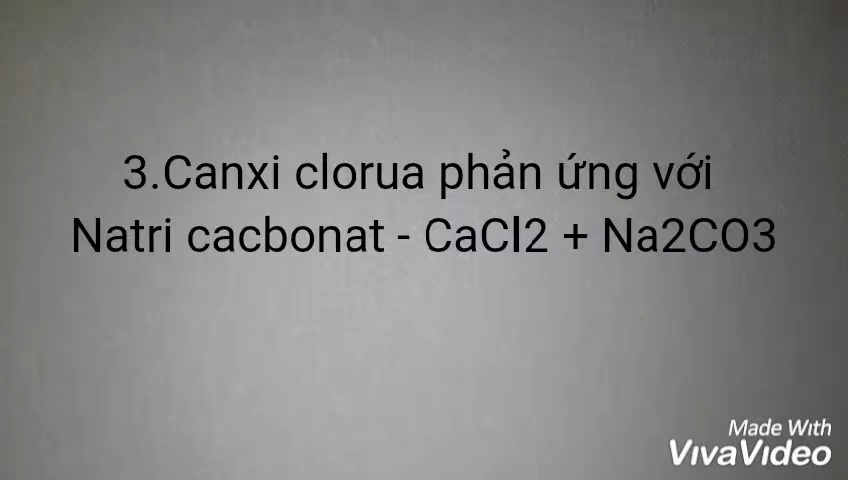 3.Canxi clorua phản ứng với
Natri cacbonat - CaCl2 + Na2CO3
Made With
VivaVideo